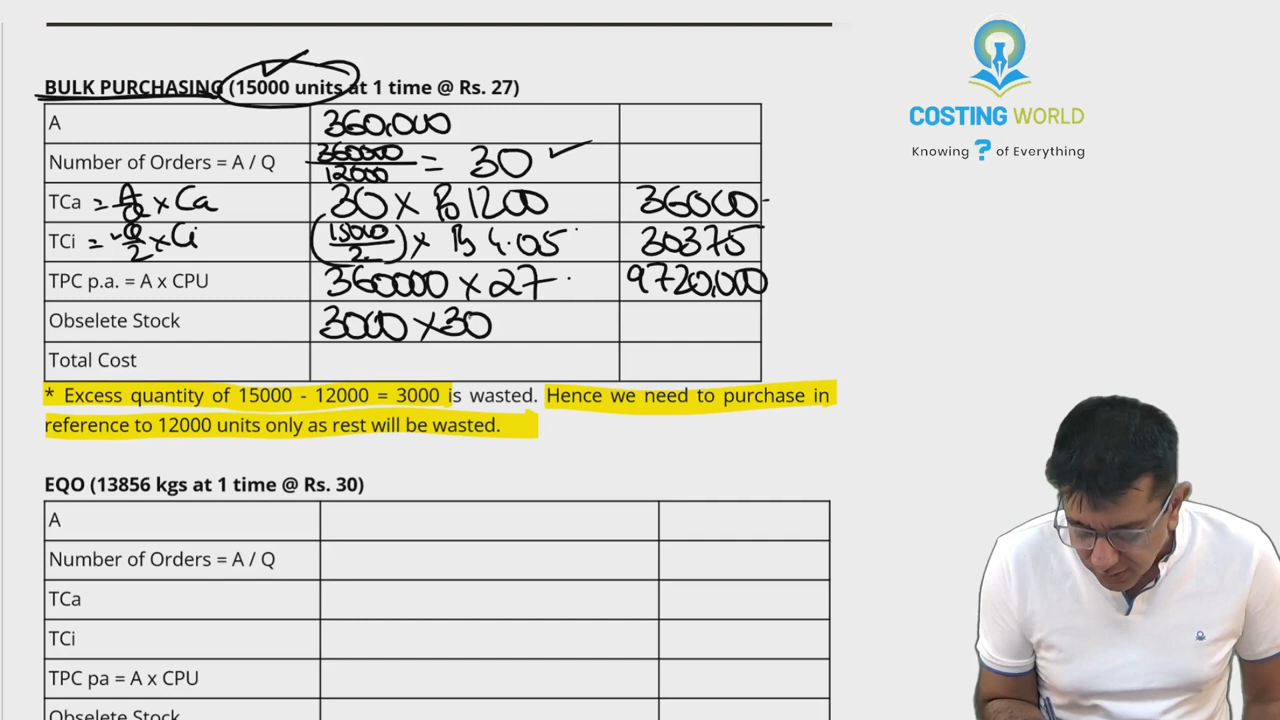 COSTING WORLD
Knowing ? of Everything
BULK PURCHASING (15000 units at 1 time @ Rs. 27)
A 360,000
Number of Orders = A / Q 360000/12000 = 30 ✓
TCa = A/Q × Ca 30 × Rs 1200 36000
TCi = Q/2 × Ci (15000/2) × Rs 4.05 30375
TPC p.a. = A x CPU 360000 × 27 9720,000
Obselete Stock 3000 × 30
Total Cost
* Excess quantity of 15000 - 12000 = 3000 is wasted. Hence we need to purchase in
reference to 12000 units only as rest will be wasted.
EQO (13856 kgs at 1 time @ Rs. 30)
A
Number of Orders = A / Q
TCa
TCi
TPC pa = A x CPU
Obselete Stock